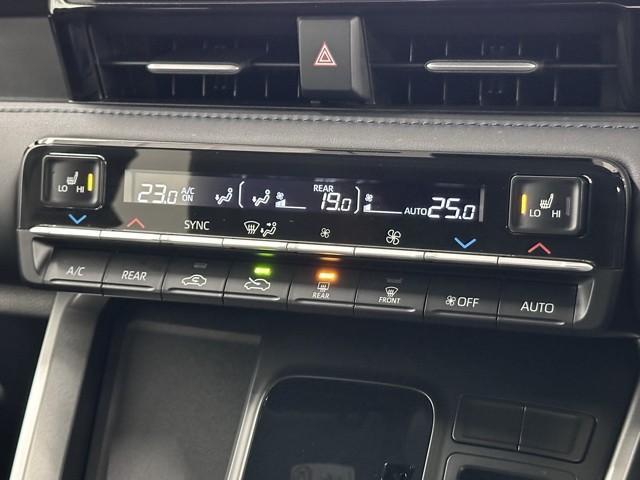 LO HI
23.0 A/C ON
REAR 19.0
AUTO 25.0
LO HI
SYNC
A/C
REAR
REAR
FRONT
OFF
AUTO